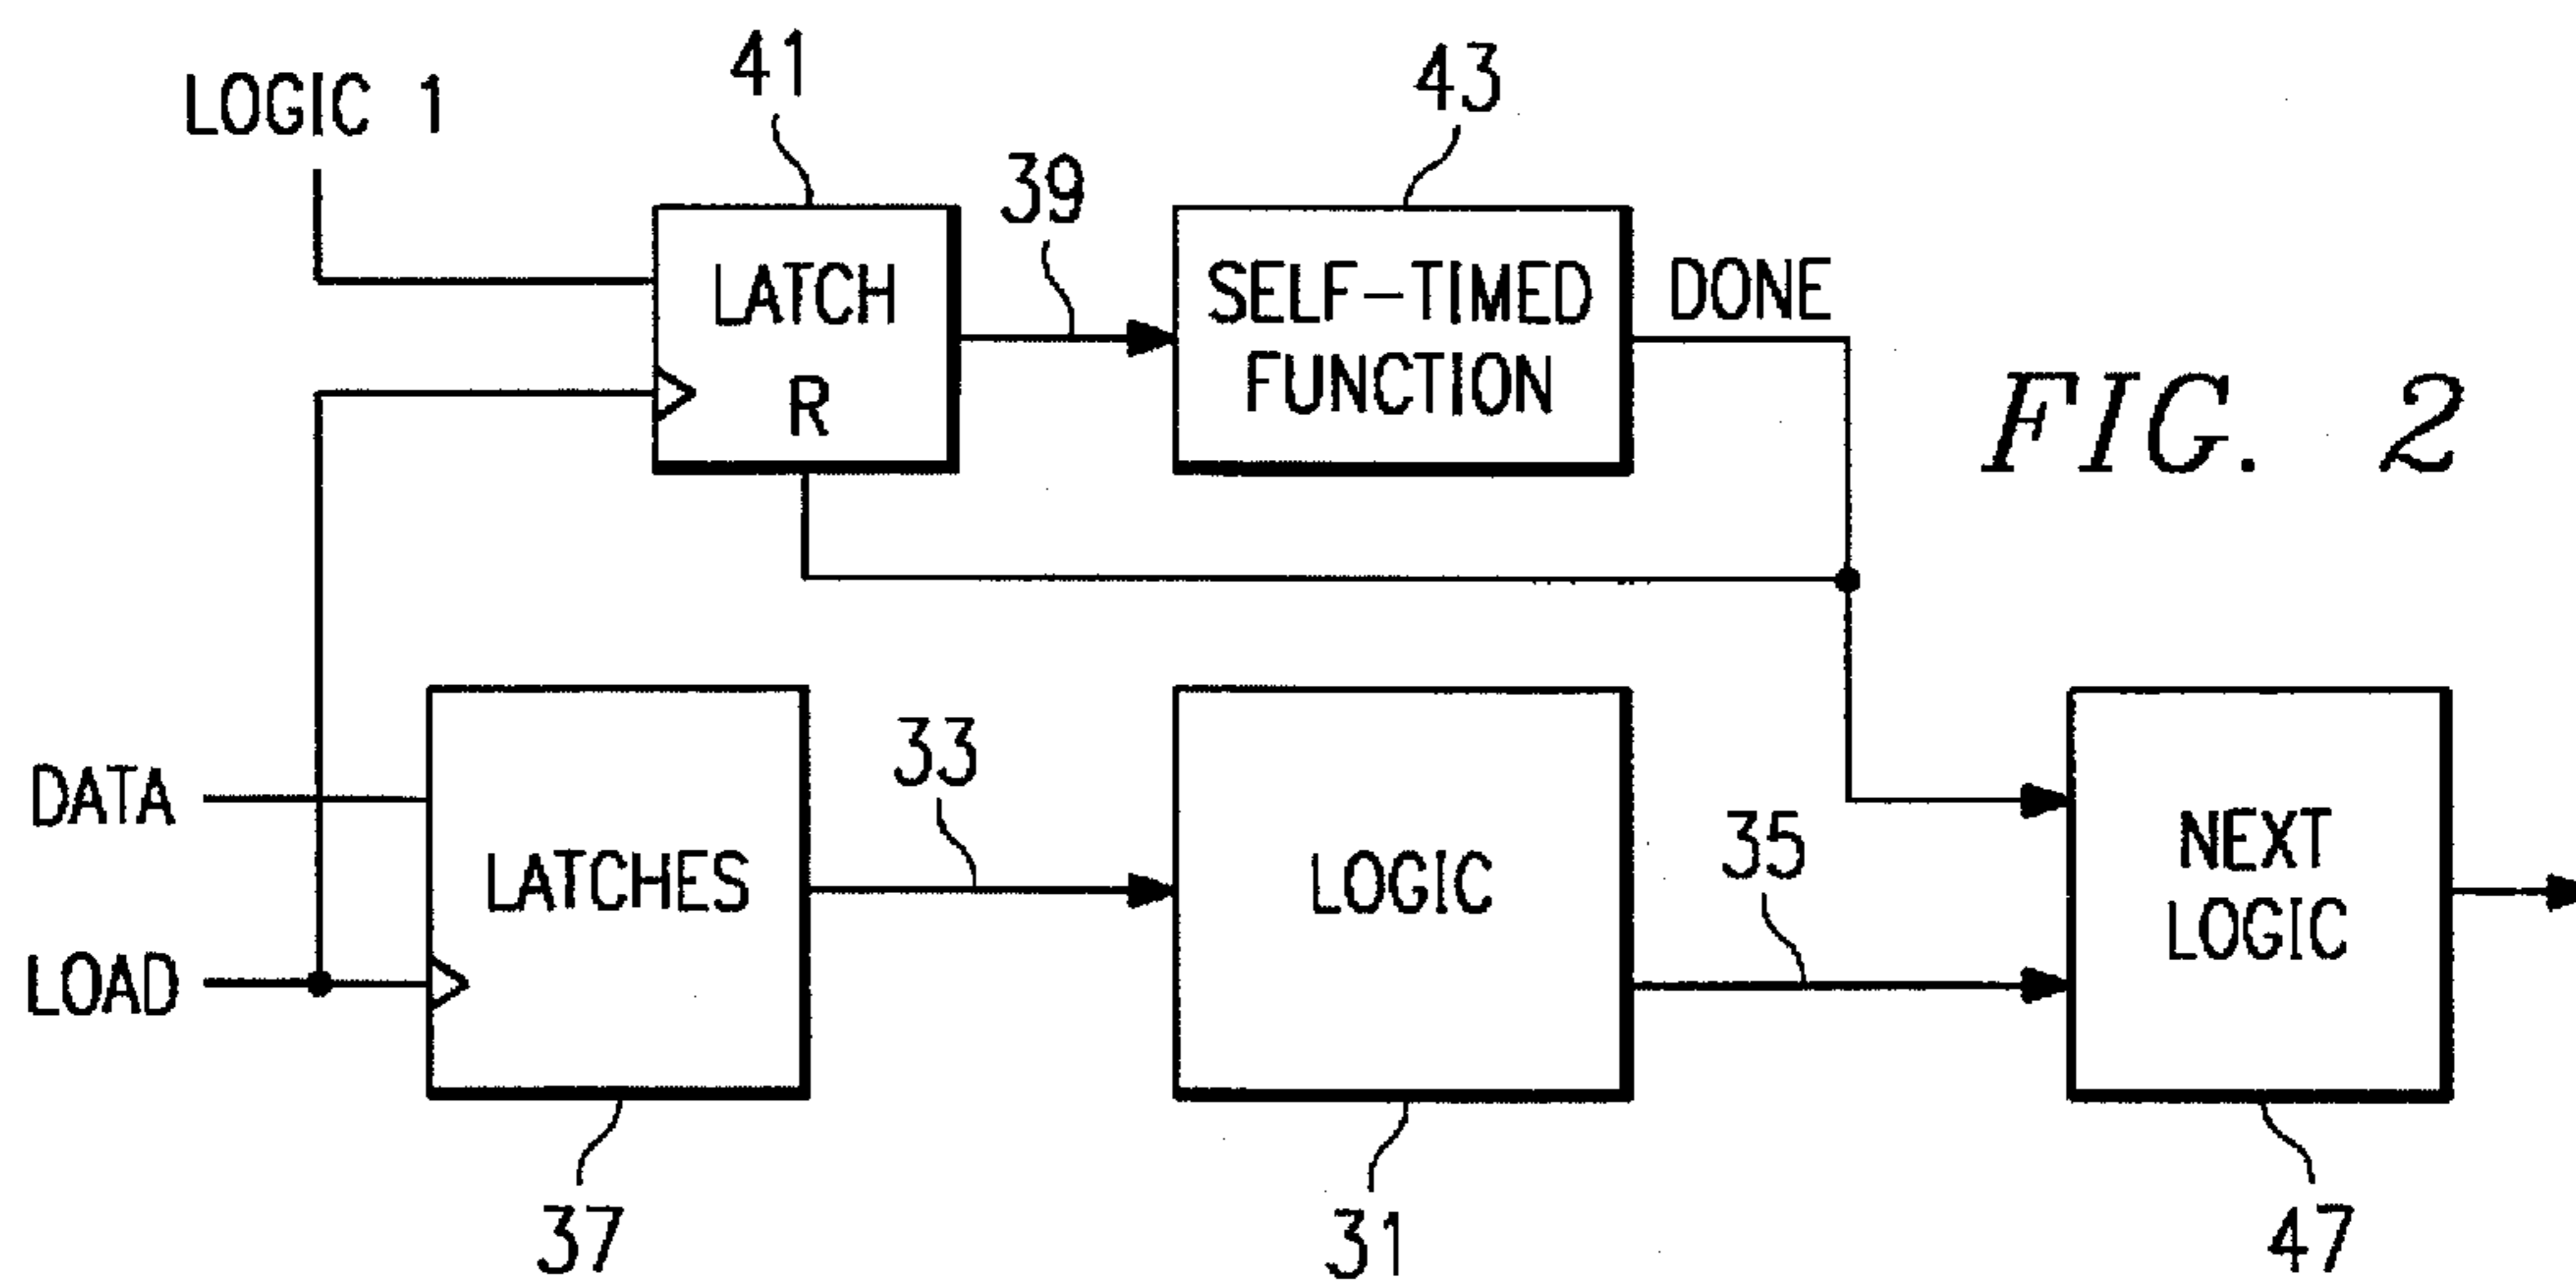 LOGIC 1
41
39
43
LATCH
R
SELF-TIMED
FUNCTION
DONE
FIG. 2
DATA
LOAD
LATCHES
33
LOGIC
35
NEXT
LOGIC
37
31
47